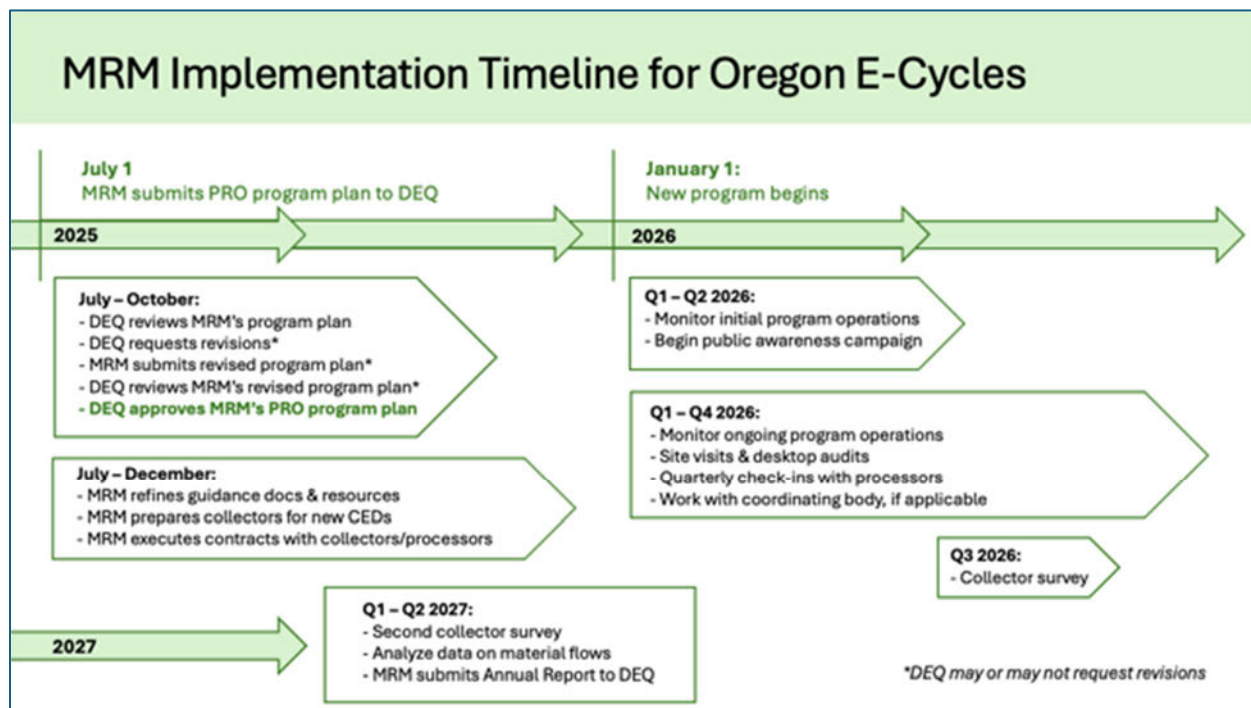 MRM Implementation Timeline for Oregon E-Cycles
July 1
MRM submits PRO program plan to DEQ
January 1:
New program begins
2025
2026
July – October:
- DEQ reviews MRM's program plan
- DEQ requests revisions*
- MRM submits revised program plan*
- DEQ reviews MRM's revised program plan*
- DEQ approves MRM's PRO program plan
July – December:
- MRM refines guidance docs & resources
- MRM prepares collectors for new CEDs
- MRM executes contracts with collectors/processors
Q1 – Q2 2026:
- Monitor initial program operations
- Begin public awareness campaign
Q1 – Q4 2026:
- Monitor ongoing program operations
- Site visits & desktop audits
- Quarterly check-ins with processors
- Work with coordinating body, if applicable
Q3 2026:
- Collector survey
2027
Q1 – Q2 2027:
- Second collector survey
- Analyze data on material flows
- MRM submits Annual Report to DEQ
*DEQ may or may not request revisions